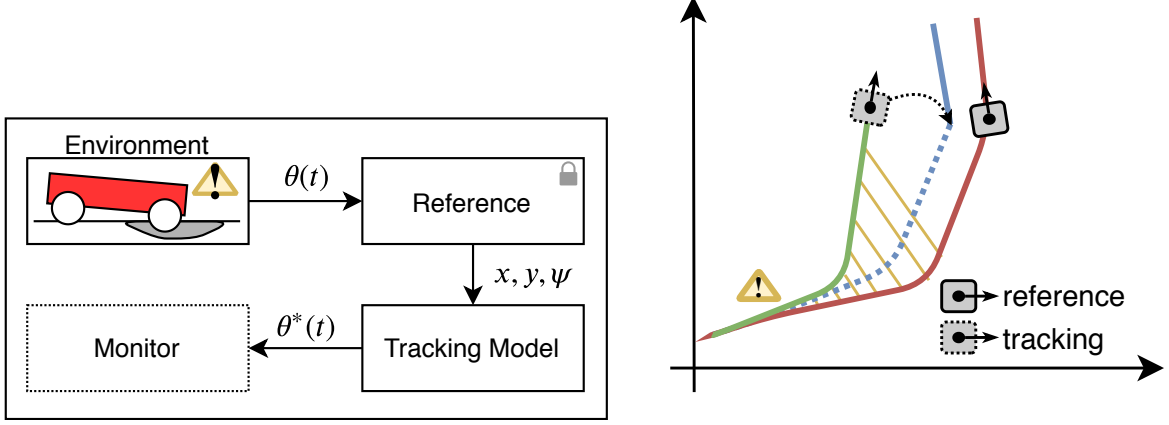 Environment
θ(t)
Reference
x, y, ψ
Monitor
θ*(t)
Tracking Model
reference
tracking